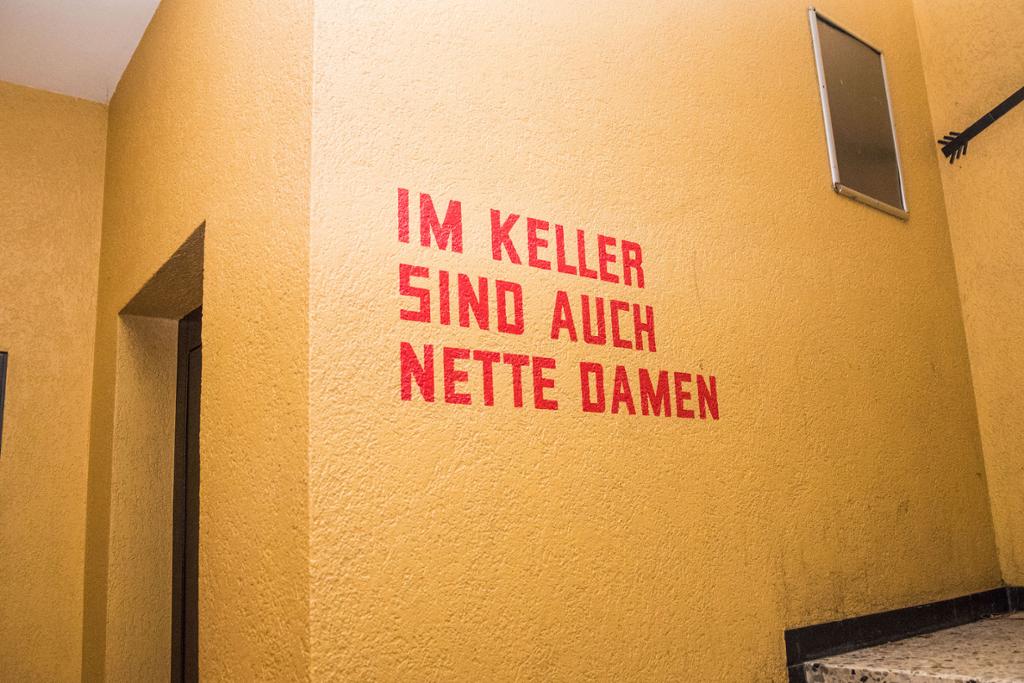 IM KELLER
SIND AUCH
NETTE DAMEN